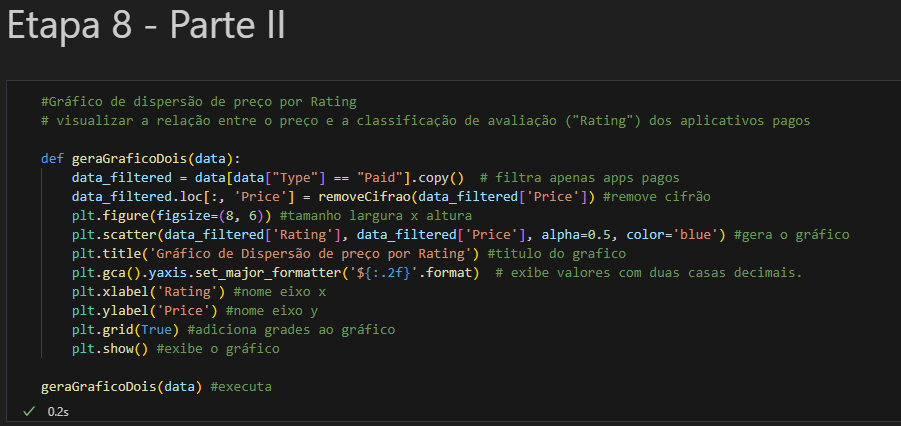 Etapa 8 - Parte II
#Gráfico de dispersão de preço por Rating
# visualizar a relação entre o preço e a classificação de avaliação ("Rating") dos aplicativos pagos
def geraGraficoDois(data):
    data_filtered = data[data["Type"] == "Paid"].copy()  # filtra apenas apps pagos
    data_filtered.loc[:, 'Price'] = removeCifrao(data_filtered['Price']) #remove cifrão
    plt.figure(figsize=(8, 6)) #tamanho largura x altura
    plt.scatter(data_filtered['Rating'], data_filtered['Price'], alpha=0.5, color='blue') #gera o gráfico
    plt.title('Gráfico de Dispersão de preço por Rating') #titulo do grafico
    plt.gca().yaxis.set_major_formatter('${:.2f}'.format)  # exibe valores com duas casas decimais.
    plt.xlabel('Rating') #nome eixo x
    plt.ylabel('Price') #nome eixo y
    plt.grid(True) #adiciona grades ao gráfico
    plt.show() #exibe o gráfico
geraGraficoDois(data) #executa
✓ 0.2s